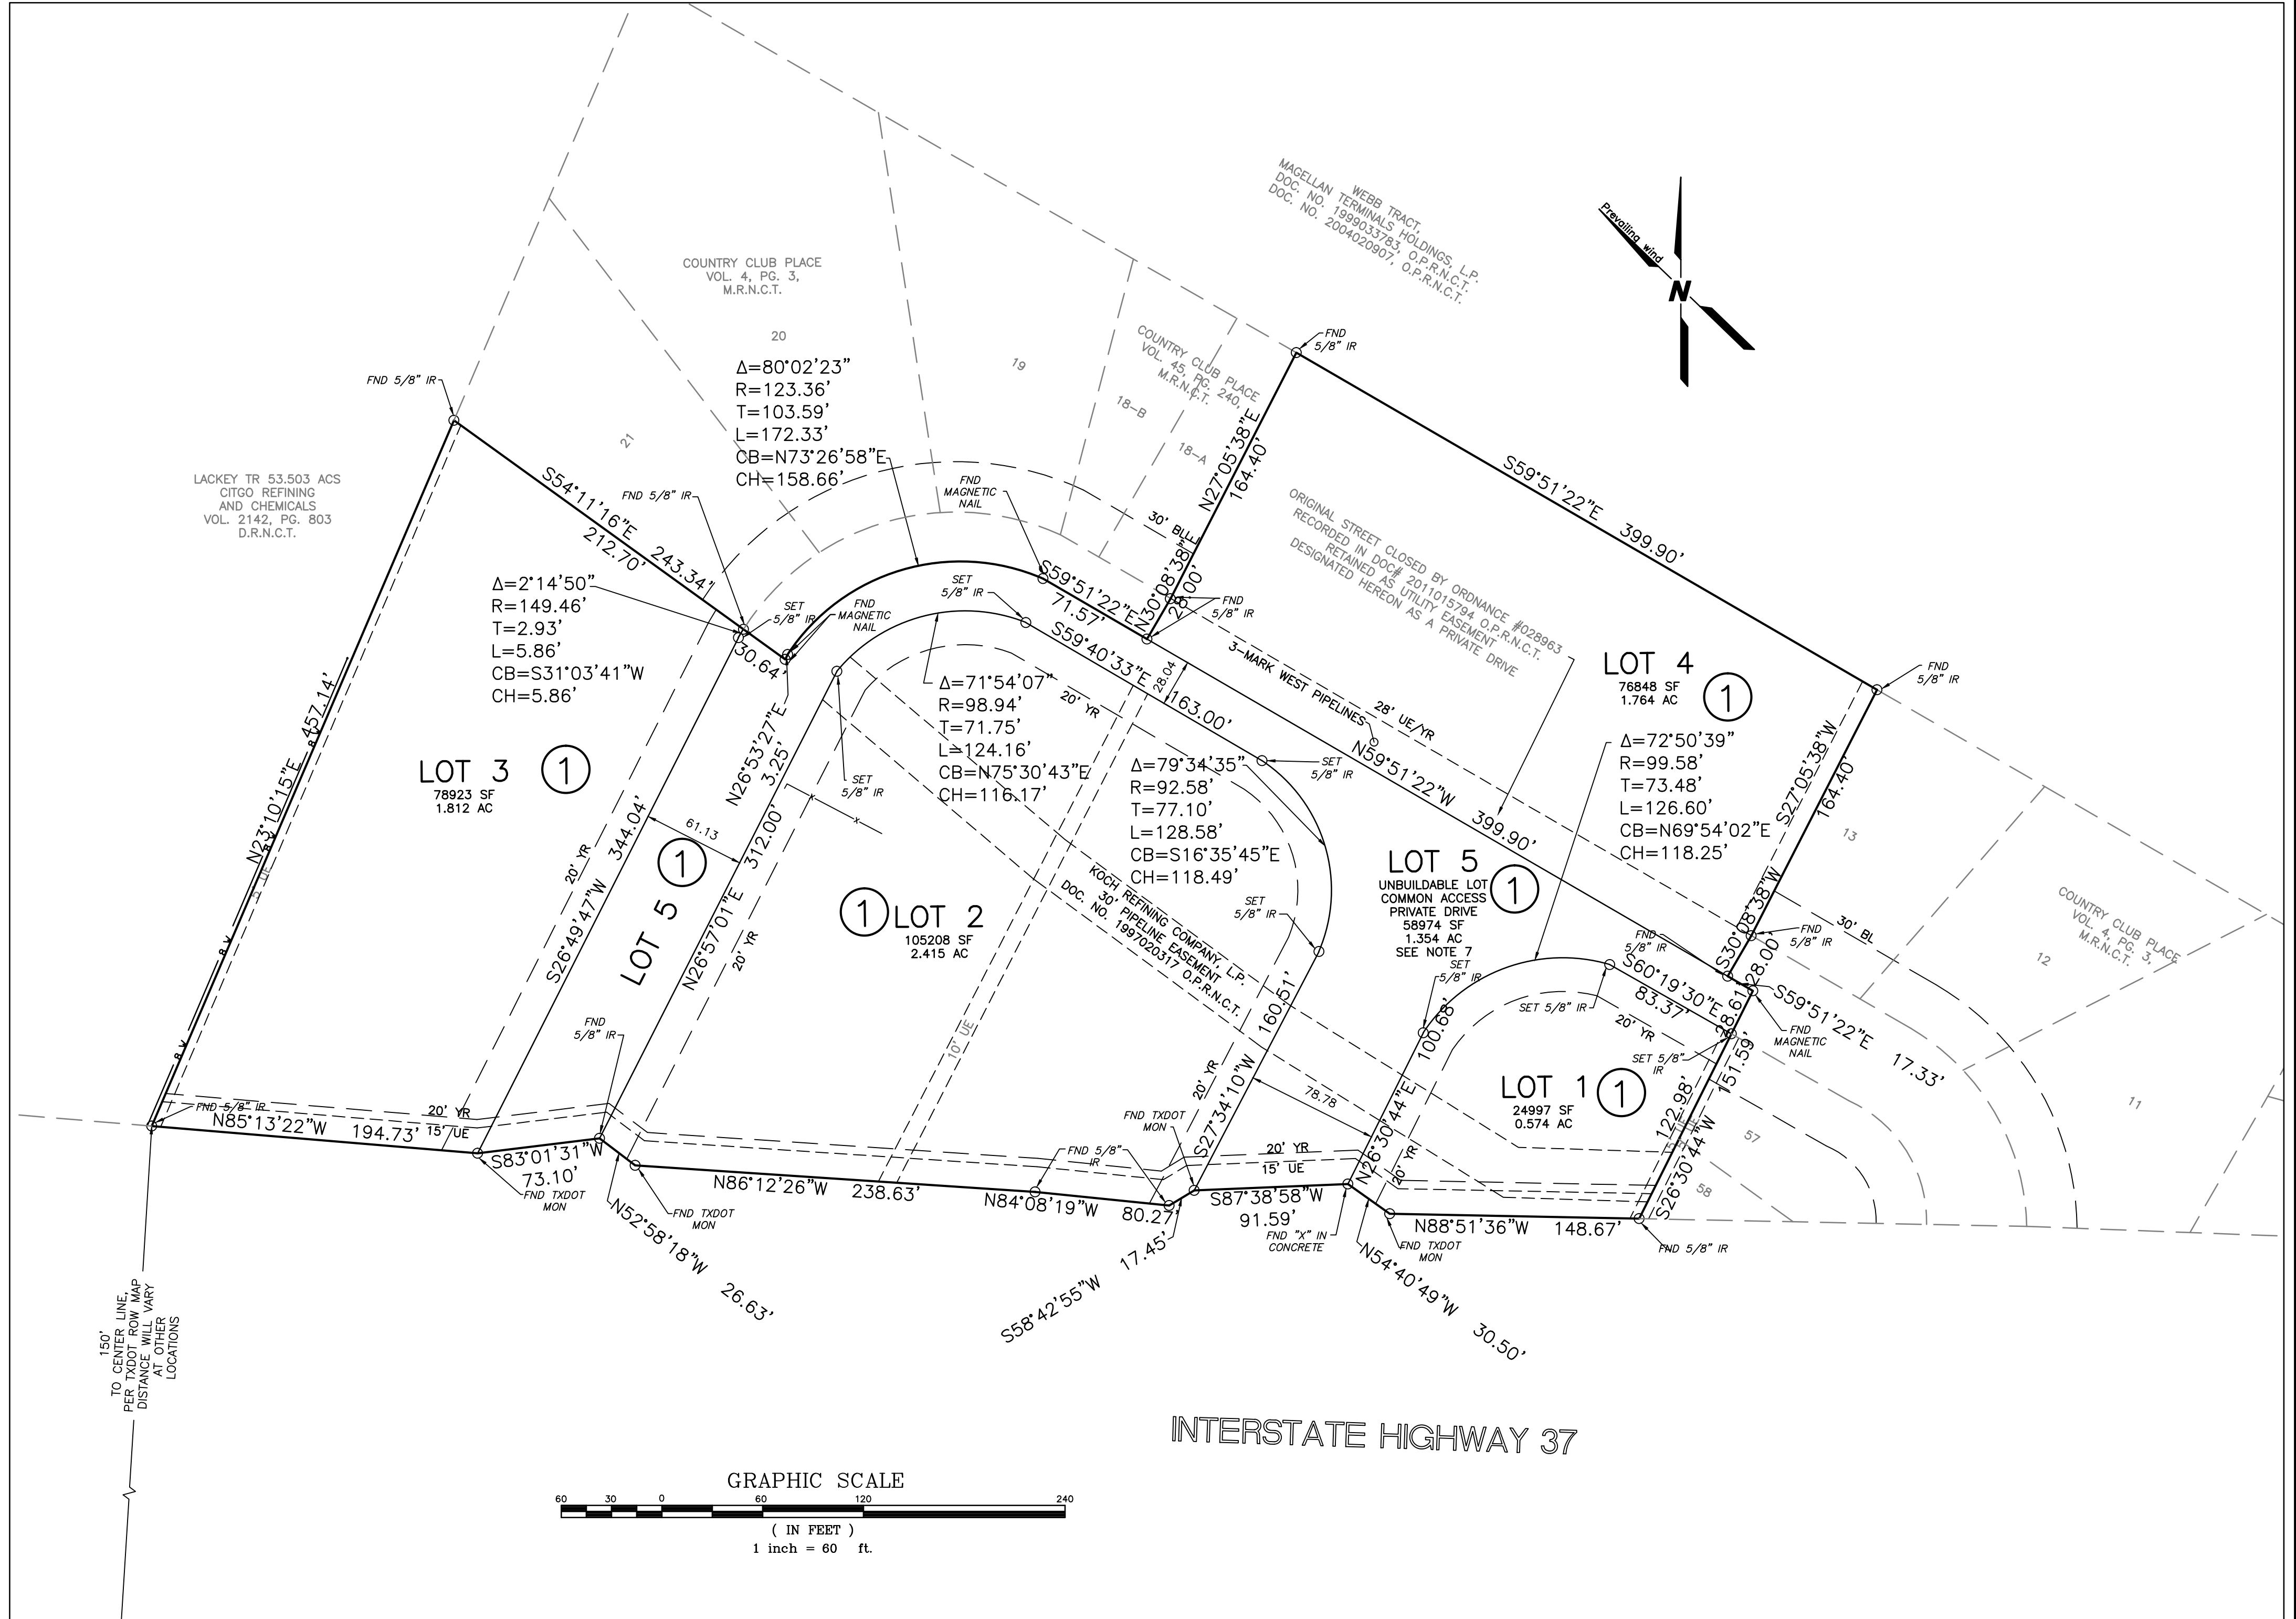 WEBB TRACT,
MAGELLAN TERMINALS HOLDINGS, L.P.
DOC. NO. 1999033783, O.P.R.N.C.T.
DOC. NO. 2004020907, O.P.R.N.C.T.
Prevailing wind
N
COUNTRY CLUB PLACE
VOL. 4, PG. 3,
M.R.N.C.T.
20
19
COUNTRY CLUB PLACE
VOL. 45, PG. 240,
M.R.N.C.T.
18-B
18-A
21
FND
5/8" IR
FND 5/8" IR
Δ=80°02'23"
R=123.36'
T=103.59'
L=172.33'
CB=N73°26'58"E
CH=158.66'
LACKEY TR 53.503 ACS
CITGO REFINING
AND CHEMICALS
VOL. 2142, PG. 803
D.R.N.C.T.
S54°11'16"E 243.34'
212.70'
30.64'
FND 5/8" IR
FND
MAGNETIC
NAIL
N27°05'38"E
164.40'
30' BLL
S59°51'22"E 399.90'
ORIGINAL STREET CLOSED BY ORDNANCE #028963
RECORDED IN DOC# 2011015794 O.P.R.N.C.T.
RETAINED AS UTILITY EASEMENT
DESIGNATED HEREON AS A PRIVATE DRIVE
Δ=2°14'50"
R=149.46'
T=2.93'
L=5.86'
CB=S31°03'41"W
CH=5.86'
SET
5/8" IR
FND
MAGNETIC
NAIL
SET
5/8" IR
S59°51'22"E
71.57'
N30°08'38"E
28.00'
FND
5/8" IR
LOT 4
76848 SF
1.764 AC
1
FND
5/8" IR
S59°40'33"E 163.00'
28.04
3-MARK WEST PIPELINES
28' UE/YR
N59°51'22"W 399.90'
20' YR
Δ=71°54'07"
R=98.94'
T=71.75'
L=124.16'
CB=N75°30'43"E
CH=116.17'
N26°53'27"E
3.25'
SET
5/8" IR
Δ=79°34'35"
R=92.58'
T=77.10'
L=128.58'
CB=S16°35'45"E
CH=118.49'
SET
5/8" IR
Δ=72°50'39"
R=99.58'
T=73.48'
L=126.60'
CB=N69°54'02"E
CH=118.25'
S27°05'38"W
164.40'
13
N23°10'15"E 457.14'
LOT 3
78923 SF
1.812 AC
1
20' YR
S26°49'47"W 344.04'
61.13
LOT 5
1
N26°57'01"E 312.00'
20' YR
1
LOT 2
105208 SF
2.415 AC
KOCH REFINING COMPANY, L.P.
30' PIPELINE EASEMENT
DOC. NO. 1997020317 O.P.R.N.C.T.
10' UE
SET
5/8" IR
LOT 5
UNBUILDABLE LOT
COMMON ACCESS
PRIVATE DRIVE
58974 SF
1.354 AC
SEE NOTE 7
1
SET
5/8" IR
S30°08'38"W
28.00'
FND
5/8" IR
FND
5/8" IR
30' BL
COUNTRY CLUB PLACE
VOL. 4, PG. 3,
M.R.N.C.T.
12
11
S60°19'30"E
83.37'
SET 5/8" IR
20' YR
28.61'
S59°51'22"E 17.33'
FND
MAGNETIC
NAIL
SET 5/8"
IR
100.68'
N26°30'44"E
160.51'
S27°34'10"W
20' YR
78.78
20' YR
LOT 1
24997 SF
0.574 AC
1
122.98'
151.59'
S26°30'44"W
57
58
FND
5/8" IR
FND 5/8" IR
N85°13'22"W 194.73'
20' YR
15' UE
S83°01'31"W
73.10'
FND TXDOT
MON
N52°58'18"W 26.63'
FND TXDOT
MON
N86°12'26"W 238.63'
N84°08'19"W 80.27'
FND 5/8"
IR
FND TXDOT
MON
S58°42'55"W 17.45'
20' YR
15' UE
S87°38'58"W
91.59'
FND "X" IN
CONCRETE
N54°40'49"W 30.50'
FND TXDOT
MON
N88°51'36"W 148.67'
FND 5/8" IR
150'
TO CENTER LINE,
PER TXDOT ROW MAP
DISTANCE WILL VARY
AT OTHER
LOCATIONS
INTERSTATE HIGHWAY 37
GRAPHIC SCALE
60 30 0 60 120 240
( IN FEET )
1 inch = 60 ft.